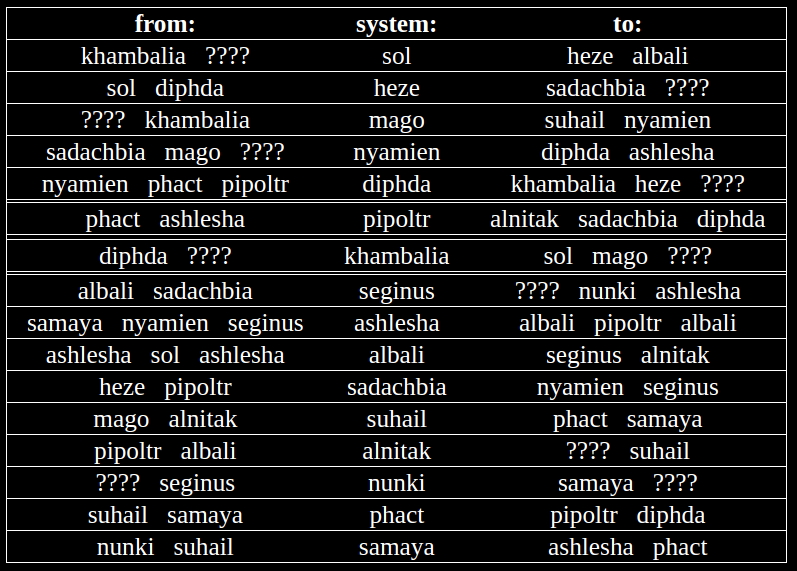 from: system: to:
khambalia ???? sol heze albali
sol diphda heze sadachbia ????
???? khambalia mago suhail nyamien
sadachbia mago ???? nyamien diphda ashlesha
nyamien phact pipoltr diphda khambalia heze ????
phact ashlesha pipoltr alnitak sadachbia diphda
diphda ???? khambalia sol mago ????
albali sadachbia seginus ???? nunki ashlesha
samaya nyamien seginus ashlesha albali pipoltr albali
ashlesha sol ashlesha albali seginus alnitak
heze pipoltr sadachbia nyamien seginus
mago alnitak suhail phact samaya
pipoltr albali alnitak ???? suhail
???? seginus nunki samaya ????
suhail samaya phact pipoltr diphda
nunki suhail samaya ashlesha phact